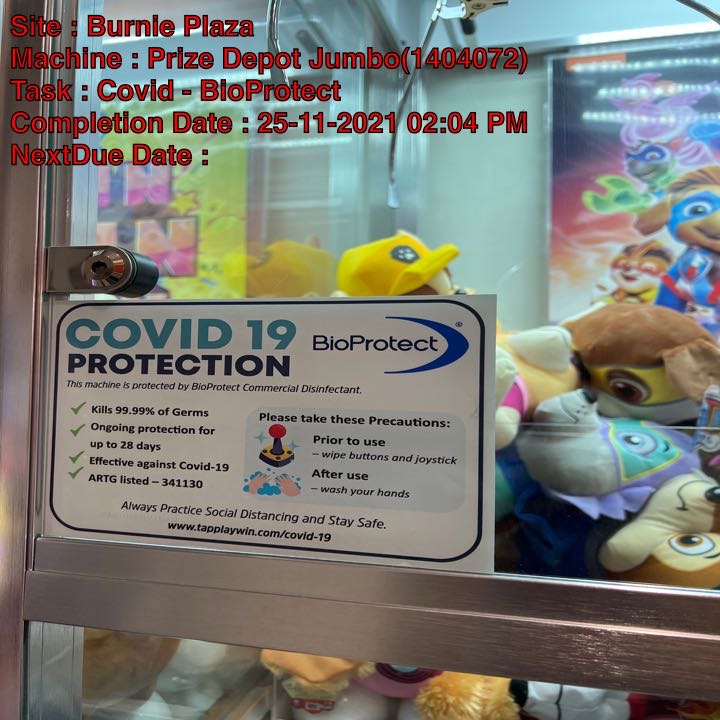 Site : Burnie Plaza
Machine : Prize Depot Jumbo(1404072)
Task : Covid - BioProtect
Completion Date : 25-11-2021 02:04 PM
NextDue Date :
COVID 19
PROTECTION
BioProtect®
This machine is protected by BioProtect Commercial Disinfectant.
Kills 99.99% of Germs
Ongoing protection for
up to 28 days
Effective against Covid-19
ARTG listed – 341130
Please take these Precautions:
Prior to use
– wipe buttons and joystick
After use
– wash your hands
Always Practice Social Distancing and Stay Safe.
www.tapplaywin.com/covid-19